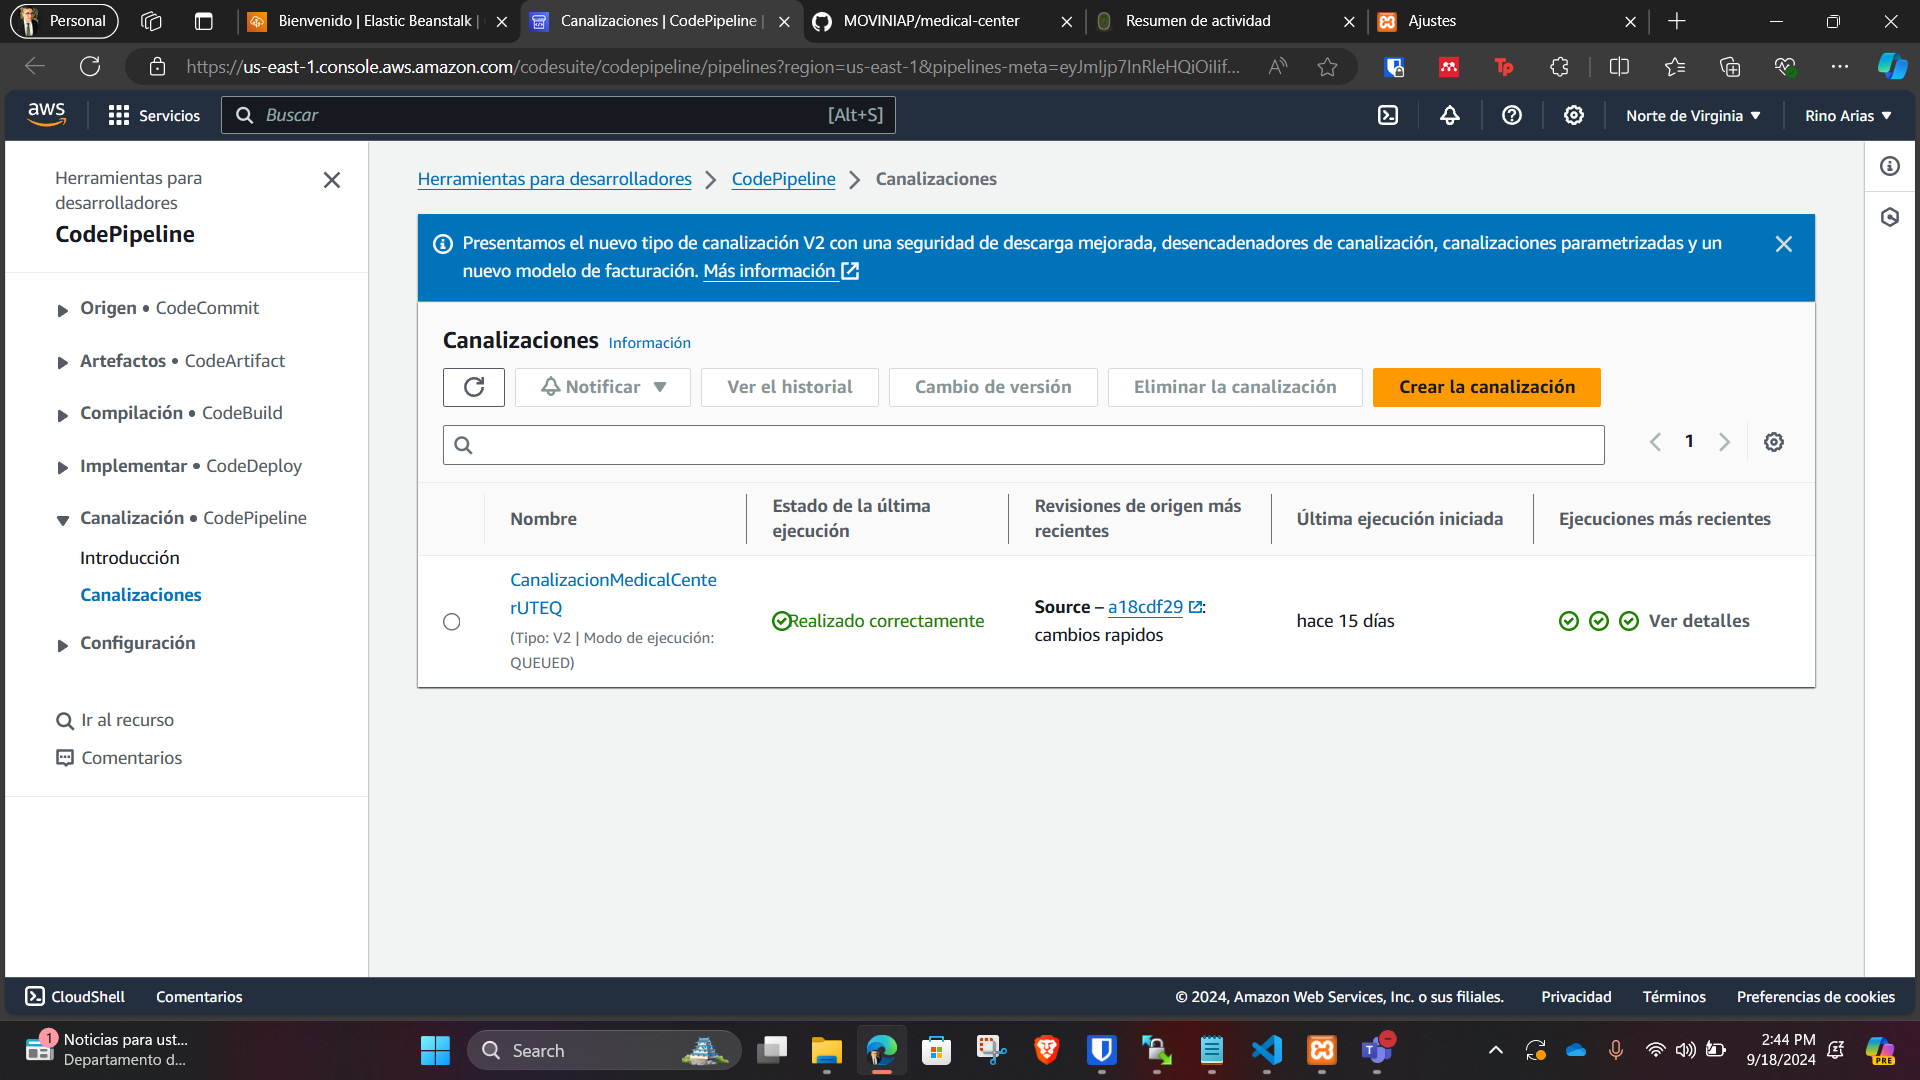 Personal
Bienvenido | Elastic Beanstalk |
Canalizaciones | CodePipeline |
MOVINIAP/medical-center
Resumen de actividad
Ajustes
https://us-east-1.console.aws.amazon.com/codesuite/codepipeline/pipelines?region=us-east-1&pipelines-meta=eyJmIjp7InRleHQiOiIif...
aws
Servicios
Buscar
[Alt+S]
Norte de Virginia
Rino Arias
Herramientas para
desarrolladores
CodePipeline
Origen • CodeCommit
Artefactos • CodeArtifact
Compilación • CodeBuild
Implementar • CodeDeploy
Canalización • CodePipeline
Introducción
Canalizaciones
Configuración
Ir al recurso
Comentarios
Herramientas para desarrolladores
CodePipeline
Canalizaciones
Presentamos el nuevo tipo de canalización V2 con una seguridad de descarga mejorada, desencadenadores de canalización, canalizaciones parametrizadas y un
nuevo modelo de facturación. Más información
Canalizaciones Información
Notificar
Ver el historial
Cambio de versión
Eliminar la canalización
Crear la canalización
1
Nombre
Estado de la última
ejecución
Revisiones de origen más
recientes
Última ejecución iniciada
Ejecuciones más recientes
CanalizacionMedicalCente
rUTEQ
(Tipo: V2 | Modo de ejecución:
QUEUED)
Realizado correctamente
Source – a18cdf29 :
cambios rapidos
hace 15 días
Ver detalles
CloudShell
Comentarios
© 2024, Amazon Web Services, Inc. o sus filiales.
Privacidad
Términos
Preferencias de cookies
1
Noticias para ust...
Departamento d...
Search
2:44 PM
9/18/2024
PRE